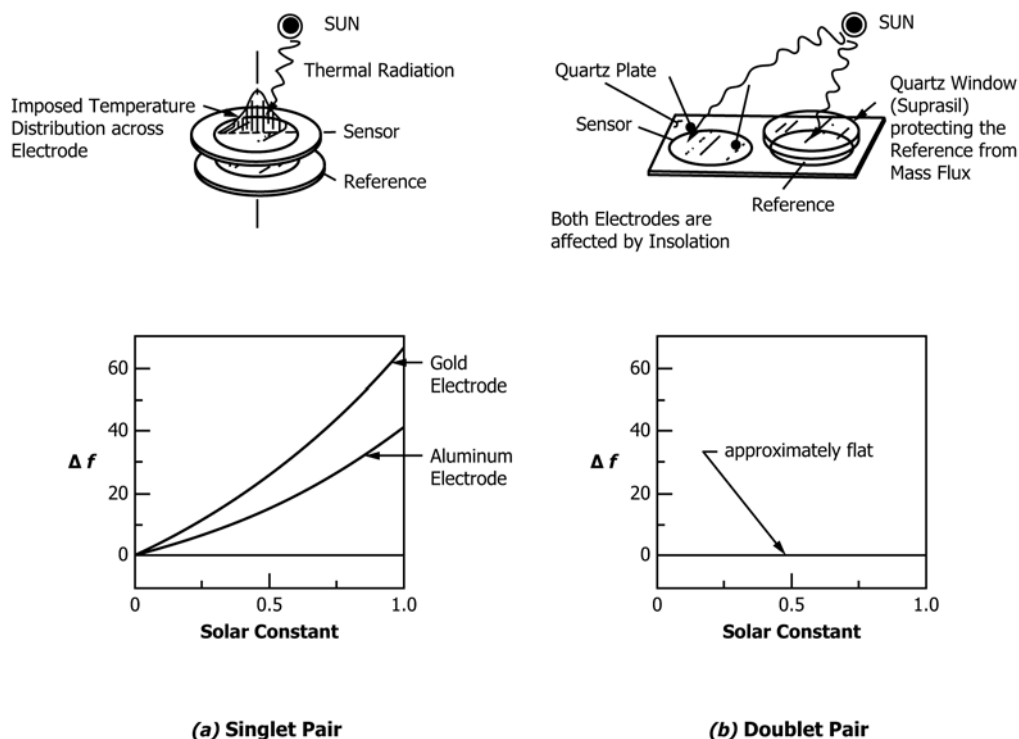 SUN
Thermal Radiation
Imposed Temperature
Distribution across
Electrode
Sensor
Reference
SUN
Quartz Plate
Sensor
Quartz Window
(Suprasil)
protecting the
Reference from
Mass Flux
Reference
Both Electrodes are
affected by Insolation
60
40
20
0
Δ f
Gold
Electrode
Aluminum
Electrode
0 0.5 1.0
Solar Constant
60
40
20
0
Δ f
approximately flat
0 0.5 1.0
Solar Constant
(a) Singlet Pair
(b) Doublet Pair